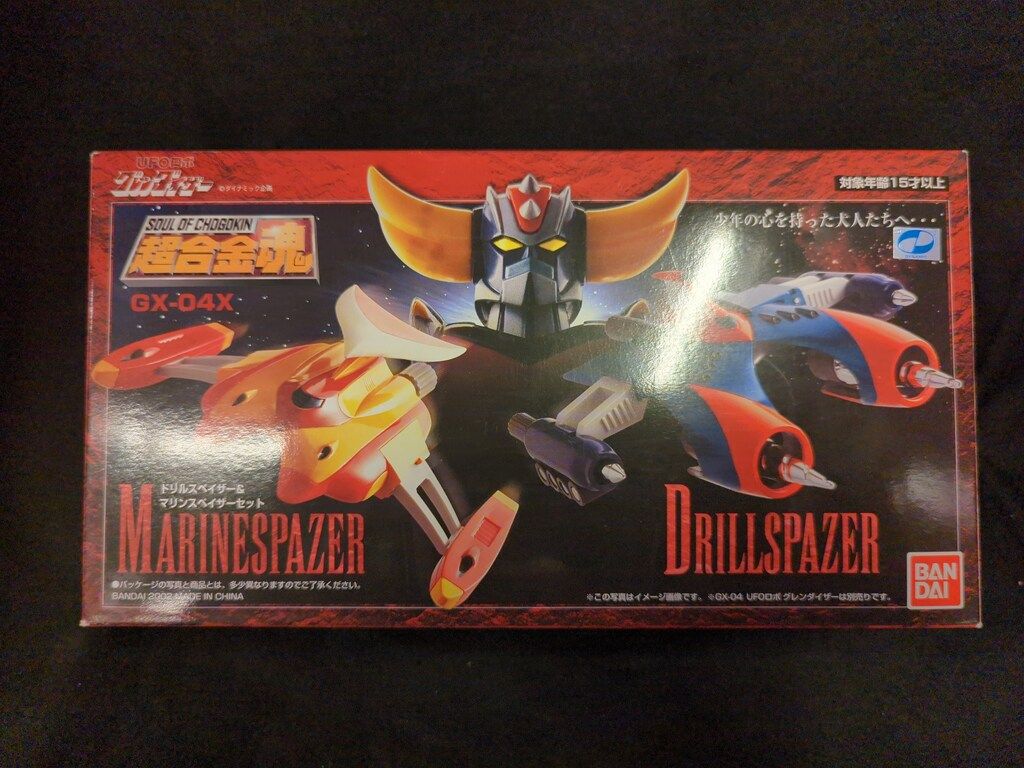 UFOロボ
グレンダイザー
©ダイナミック企画
対象年齢15才以上
SOUL OF CHOGOKIN
超合金魂
GX-04X
少年の心を持った大人たちへ・・・
DYNAMIC
ドリルスペイザー&
マリンスペイザーセット
MARINESPAZER
DRILLSPAZER
●パッケージの写真と商品とは、多少異なりますのでご了承ください。
BANDAI 2002 MADE IN CHINA
※この写真はイメージ画像です。※GX-04 UFOロボ グレンダイザーは別売りです。
BAN
DAI